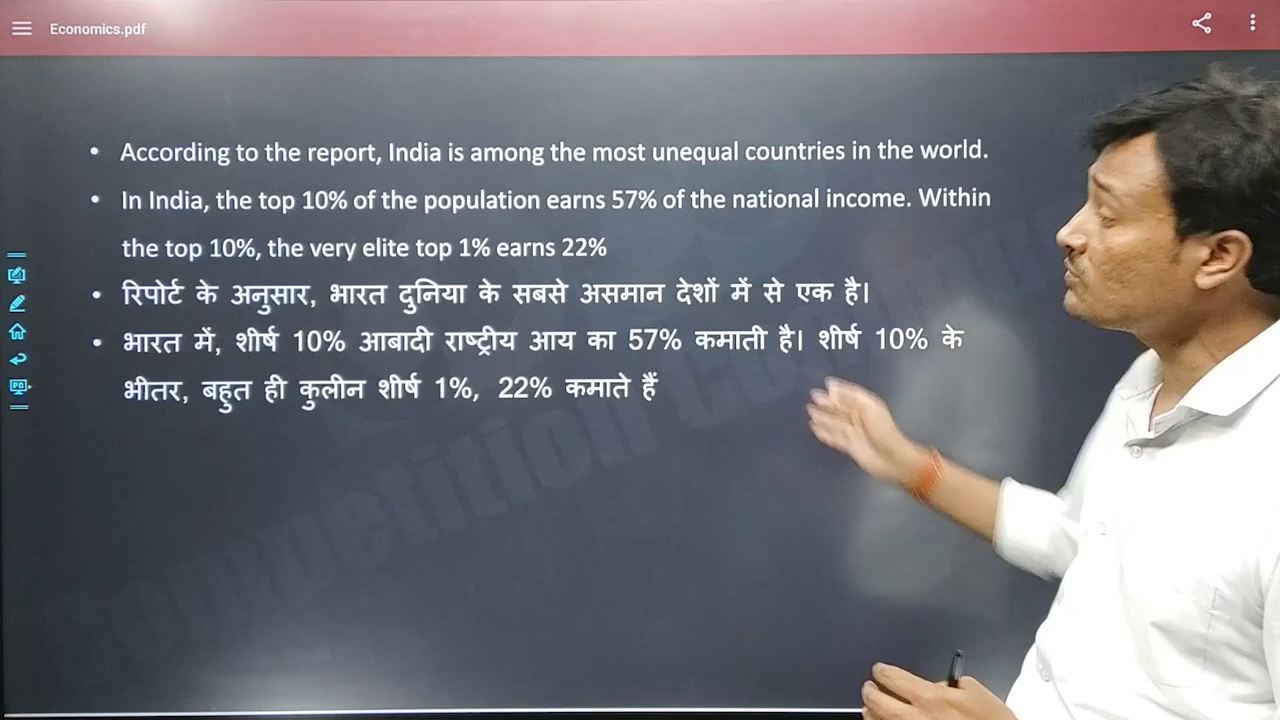 Economics.pdf
• According to the report, India is among the most unequal countries in the world.
• In India, the top 10% of the population earns 57% of the national income. Within
the top 10%, the very elite top 1% earns 22%
• रिपोर्ट के अनुसार, भारत दुनिया के सबसे असमान देशों में से एक है।
• भारत में, शीर्ष 10% आबादी राष्ट्रीय आय का 57% कमाती है। शीर्ष 10% के
भीतर, बहुत ही कुलीन शीर्ष 1%, 22% कमाते हैं
PG
Competition Commun